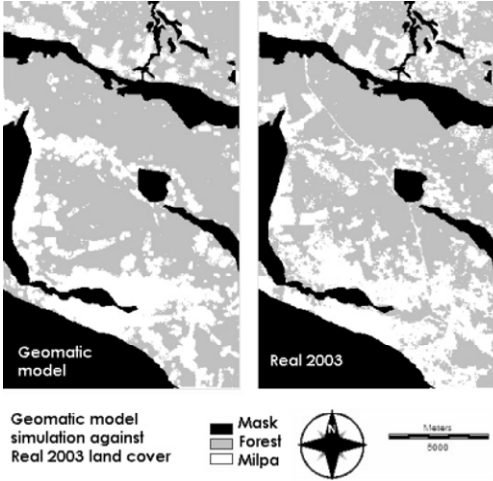 Geomatic
model
Real 2003
Geomatic model
simulation against
Real 2003 land cover
Mask
Forest
Milpa
N
Meters
5000